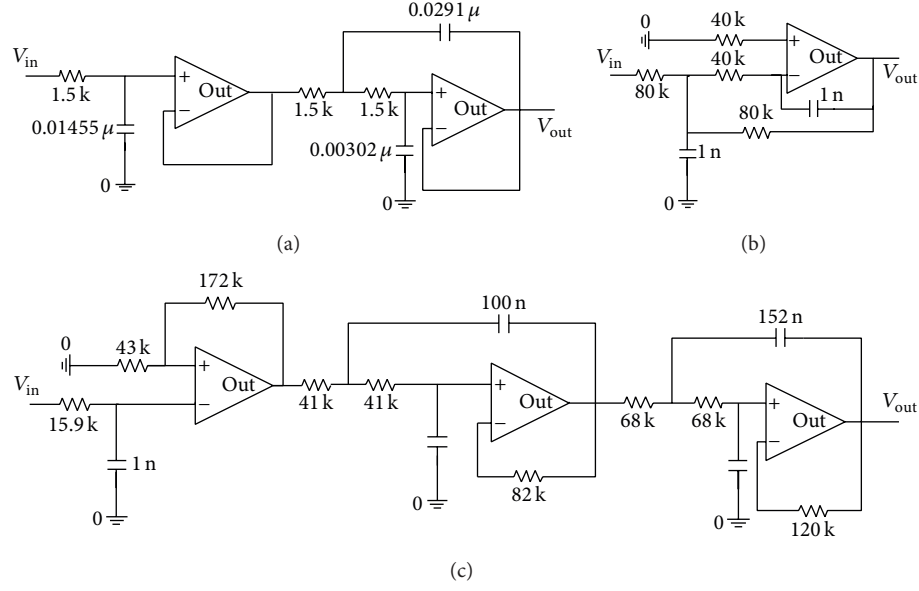 0.0291 μ
V_in
+
Out
−
1.5 k
1.5 k
1.5 k
+
Out
−
V_out
0.01455 μ
0.00302 μ
0
0
(a)
0
40 k
+
Out
V_in
40 k
−
V_out
80 k
1 n
80 k
1 n
0
(b)
172 k
100 n
152 n
0
43 k
+
Out
V_in
−
15.9 k
41 k
41 k
+
Out
−
68 k
68 k
+
Out
−
V_out
1 n
82 k
120 k
0
0
0
(c)